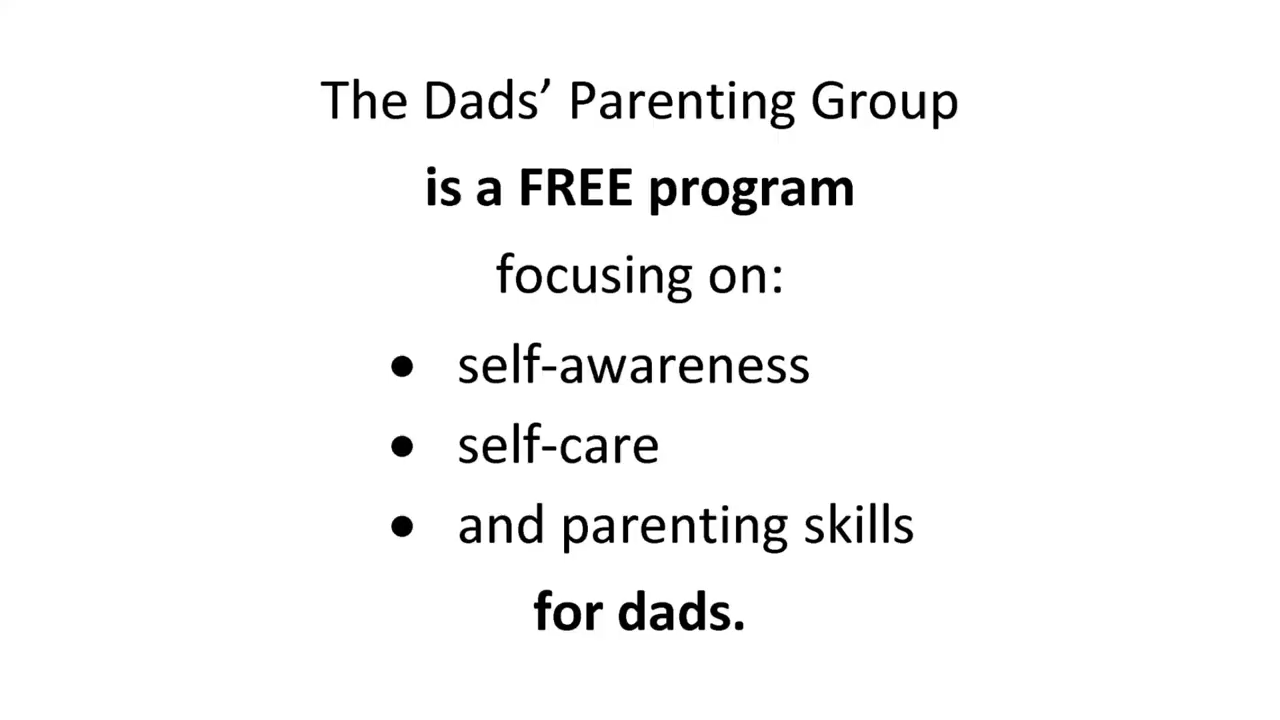 The Dads’ Parenting Group
is a FREE program
focusing on:
• self-awareness
• self-care
• and parenting skills
for dads.